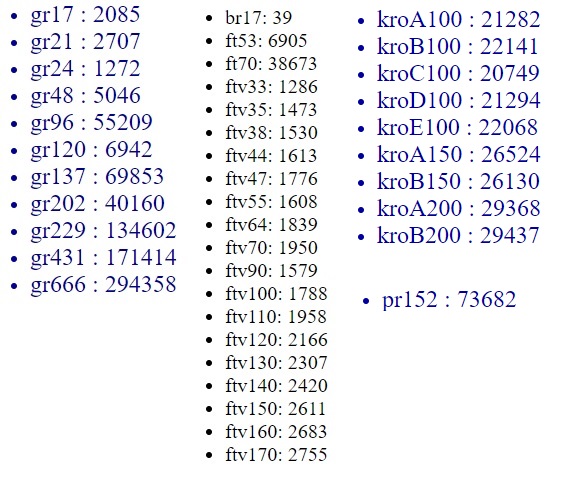 gr17 : 2085
gr21 : 2707
gr24 : 1272
gr48 : 5046
gr96 : 55209
gr120 : 6942
gr137 : 69853
gr202 : 40160
gr229 : 134602
gr431 : 171414
gr666 : 294358
br17: 39
ft53: 6905
ft70: 38673
ftv33: 1286
ftv35: 1473
ftv38: 1530
ftv44: 1613
ftv47: 1776
ftv55: 1608
ftv64: 1839
ftv70: 1950
ftv90: 1579
ftv100: 1788
ftv110: 1958
ftv120: 2166
ftv130: 2307
ftv140: 2420
ftv150: 2611
ftv160: 2683
ftv170: 2755
kroA100 : 21282
kroB100 : 22141
kroC100 : 20749
kroD100 : 21294
kroE100 : 22068
kroA150 : 26524
kroB150 : 26130
kroA200 : 29368
kroB200 : 29437
pr152 : 73682